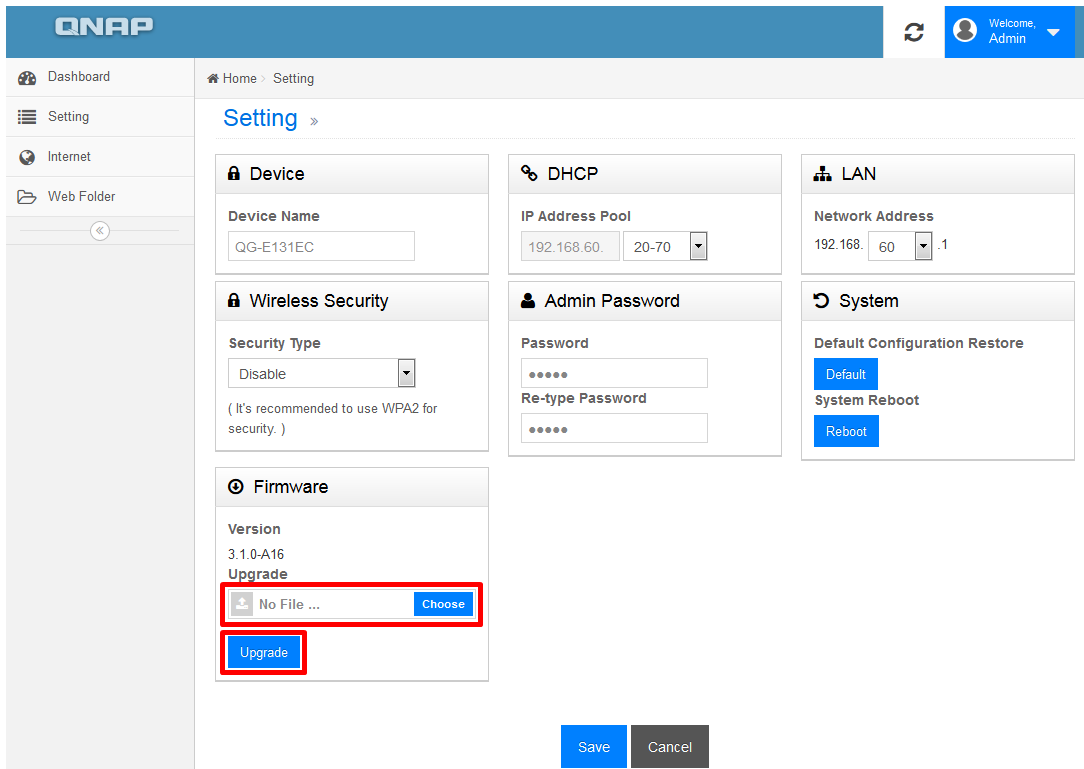 QNAP
Welcome,
Admin
Dashboard
Setting
Internet
Web Folder
Home
Setting
Setting »
Device
Device Name
QG-E131EC
DHCP
IP Address Pool
192.168.60.
20-70
LAN
Network Address
192.168. 60 .1
Wireless Security
Security Type
Disable
( It's recommended to use WPA2 for
security. )
Admin Password
Password
•••••
Re-type Password
•••••
System
Default Configuration Restore
Default
System Reboot
Reboot
Firmware
Version
3.1.0-A16
Upgrade
No File ...
Choose
Upgrade
Save
Cancel